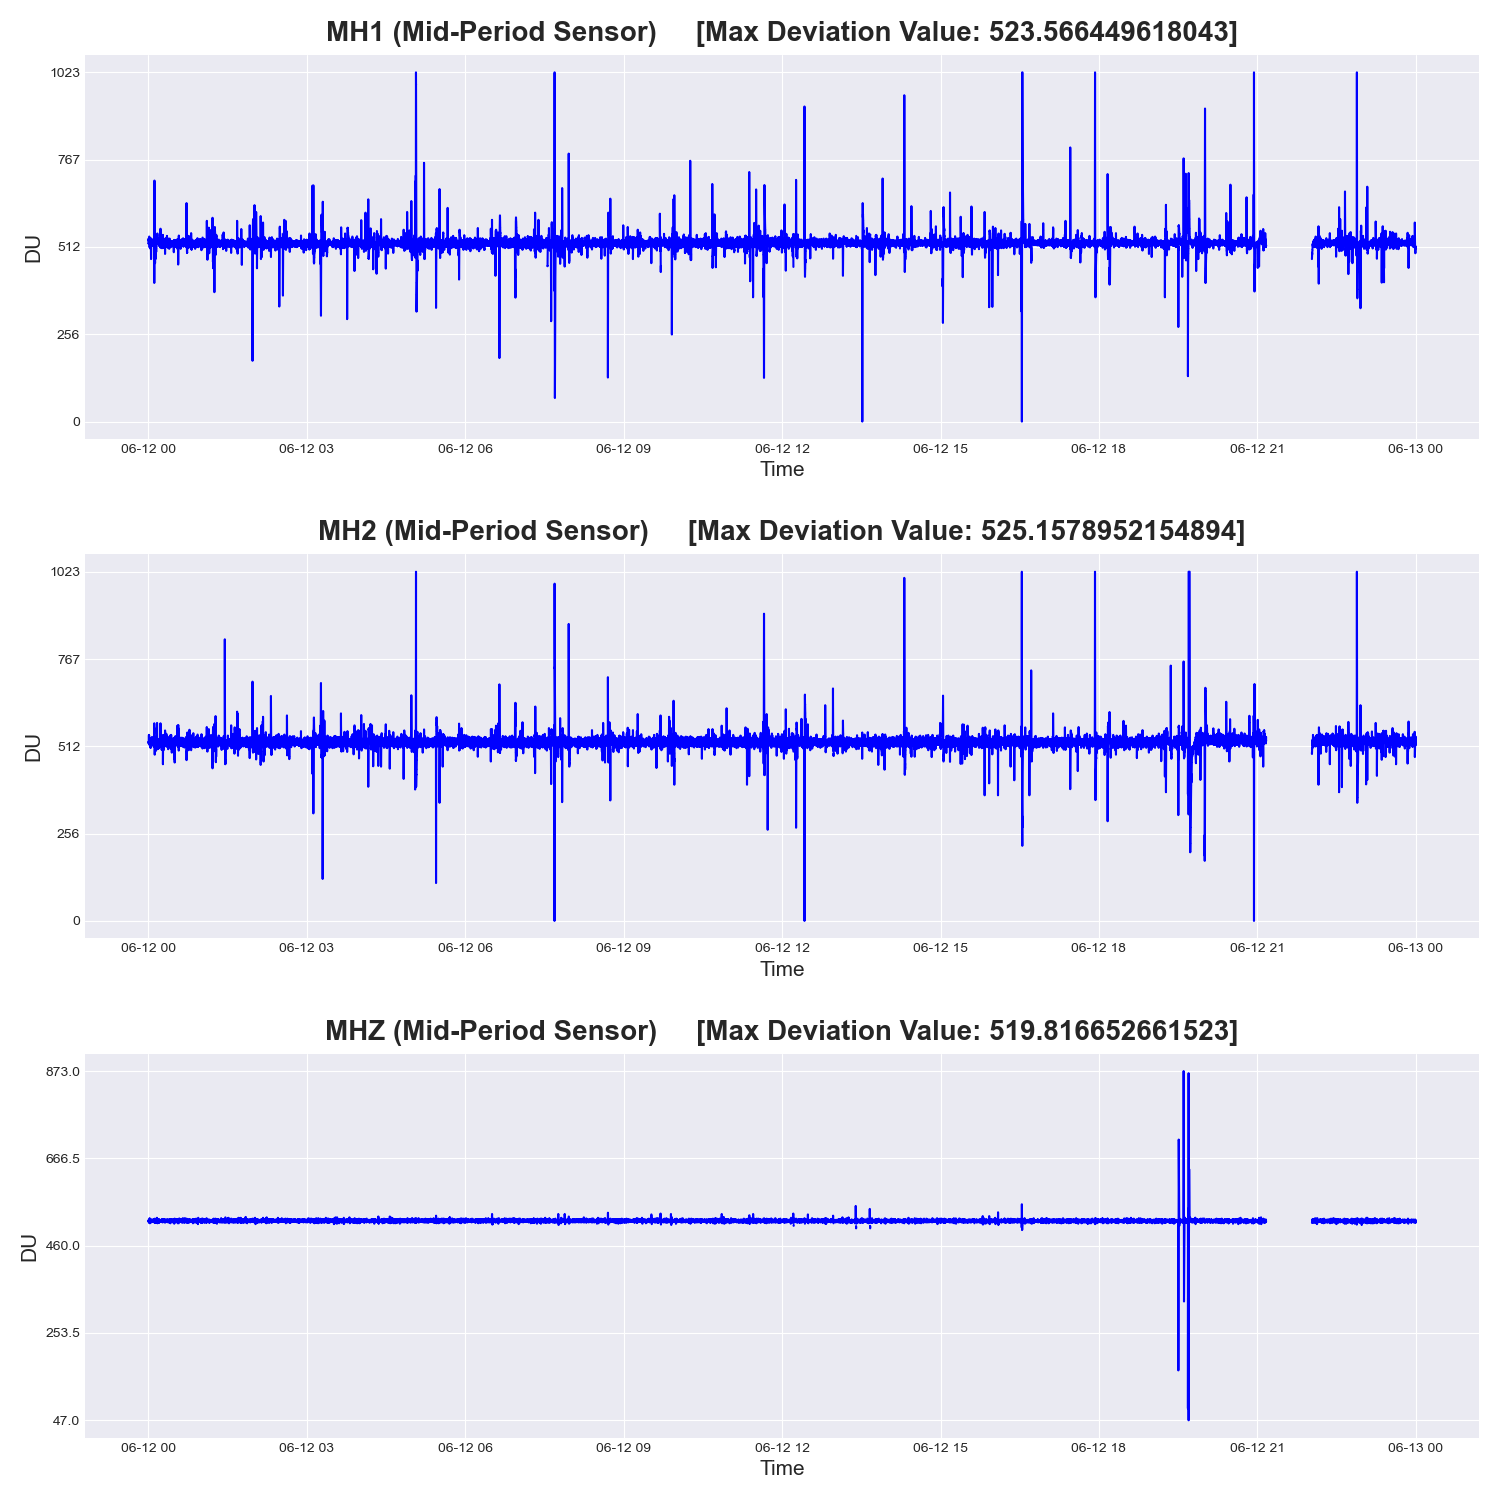 MH1 (Mid-Period Sensor) [Max Deviation Value: 523.566449618043]
1023
767
512
256
0
DU
06-12 00 06-12 03 06-12 06 06-12 09 06-12 12 06-12 15 06-12 18 06-12 21 06-13 00
Time
MH2 (Mid-Period Sensor) [Max Deviation Value: 525.1578952154894]
1023
767
512
256
0
DU
06-12 00 06-12 03 06-12 06 06-12 09 06-12 12 06-12 15 06-12 18 06-12 21 06-13 00
Time
MHZ (Mid-Period Sensor) [Max Deviation Value: 519.816652661523]
873.0
666.5
460.0
253.5
47.0
DU
06-12 00 06-12 03 06-12 06 06-12 09 06-12 12 06-12 15 06-12 18 06-12 21 06-13 00
Time